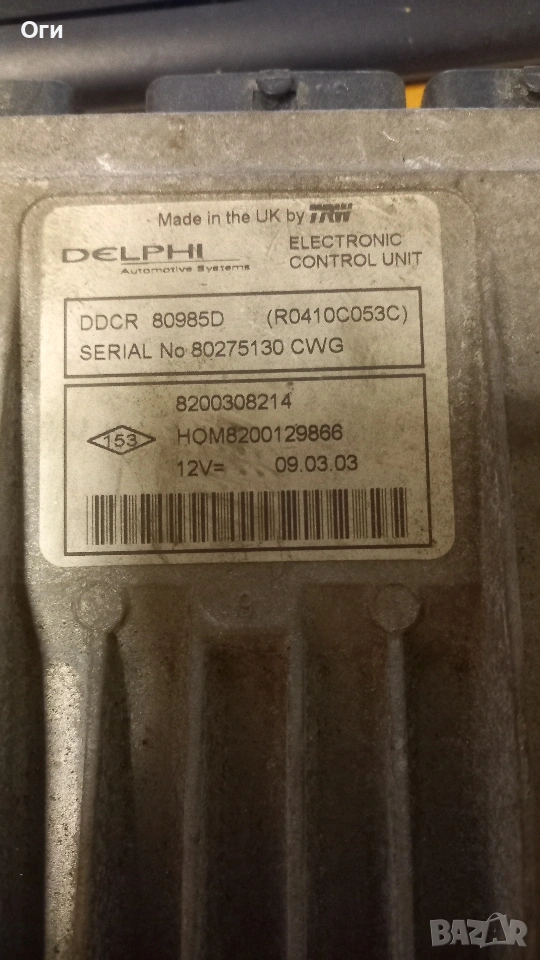 Оги
Made in the UK by TRW
DELPHI
Automotive Systems
ELECTRONIC
CONTROL UNIT
DDCR 80985D (R0410C053C)
SERIAL No 80275130 CWG
8200308214
153
HOM8200129866
12V= 09.03.03
BAZAR